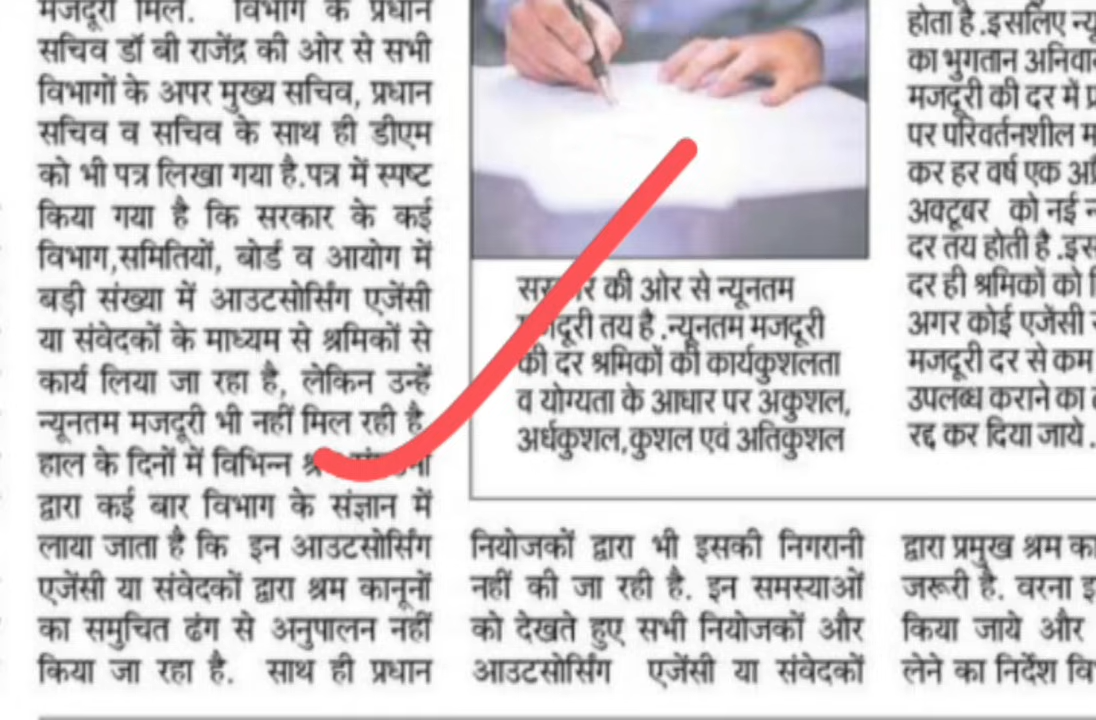 मजदूरी मिले. विभाग के प्रधान
सचिव डॉ बी राजेंद्र की ओर से सभी
विभागों के अपर मुख्य सचिव, प्रधान
सचिव व सचिव के साथ ही डीएम
को भी पत्र लिखा गया है.पत्र में स्पष्ट
किया गया है कि सरकार के कई
विभाग,समितियों, बोर्ड व आयोग में
बड़ी संख्या में आउटसोर्सिंग एजेंसी
या संवेदकों के माध्यम से श्रमिकों से
कार्य लिया जा रहा है, लेकिन उन्हें
न्यूनतम मजदूरी भी नहीं मिल रही है
हाल के दिनों में विभिन्न
द्वारा कई बार विभाग के संज्ञान में
लाया जाता है कि इन आउटसोर्सिंग
एजेंसी या संवेदकों द्वारा श्रम कानूनों
का समुचित ढंग से अनुपालन नहीं
किया जा रहा है. साथ ही प्रधान
की ओर से न्यूनतम
तय है .न्यूनतम मजदूरी
की दर श्रमिकों की कार्यकुशलता
व योग्यता के आधार पर अकुशल,
अर्धकुशल,कुशल एवं अतिकुशल
नियोजकों द्वारा भी इसकी निगरानी
नहीं की जा रही है. इन समस्याओं
को देखते हुए सभी नियोजकों और
आउटसोर्सिंग एजेंसी या संवेदकों
होता है .इसलिए
का भुगतान
मजदूरी की दर में
पर परिवर्तनशील
कर हर वर्ष एक
अक्टूबर को नई
दर तय होती है .
दर ही श्रमिकों को
अगर कोई एजेंसी
मजदूरी दर से कम
उपलब्ध कराने का
रद्द कर दिया जाये .
द्वारा प्रमुख श्रम
जरूरी है. वरना
किया जाये और
लेने का निर्देश